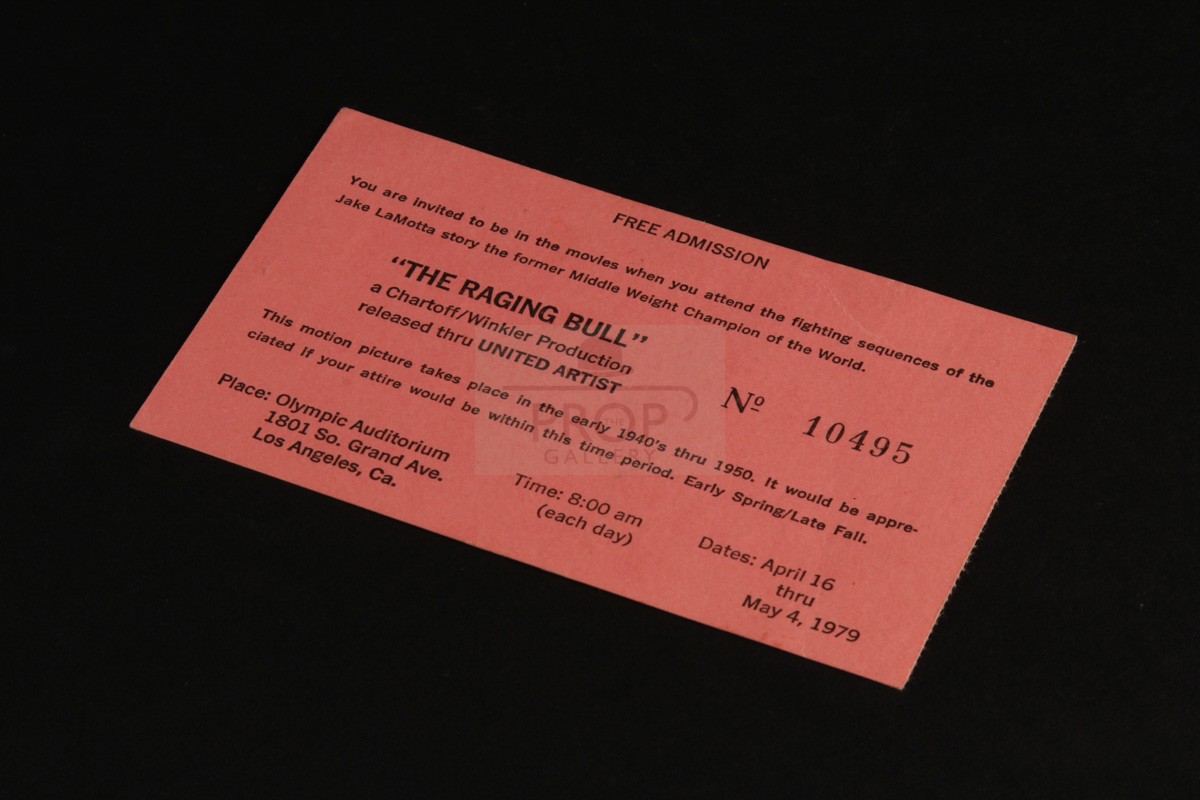 FREE ADMISSION
You are invited to be in the movies when you attend the fighting sequences of the
Jake LaMotta story the former Middle Weight Champion of the World.
"THE RAGING BULL"
a Chartoff/Winkler Production
released thru UNITED ARTIST
Nº 10495
This motion picture takes place in the early 1940's thru 1950. It would be appre-
ciated if your attire would be within this time period. Early Spring/Late Fall.
Place: Olympic Auditorium
1801 So. Grand Ave.
Los Angeles, Ca.
Time: 8:00 am
(each day)
Dates: April 16
thru
May 4, 1979
THE
PROP
GALLERY